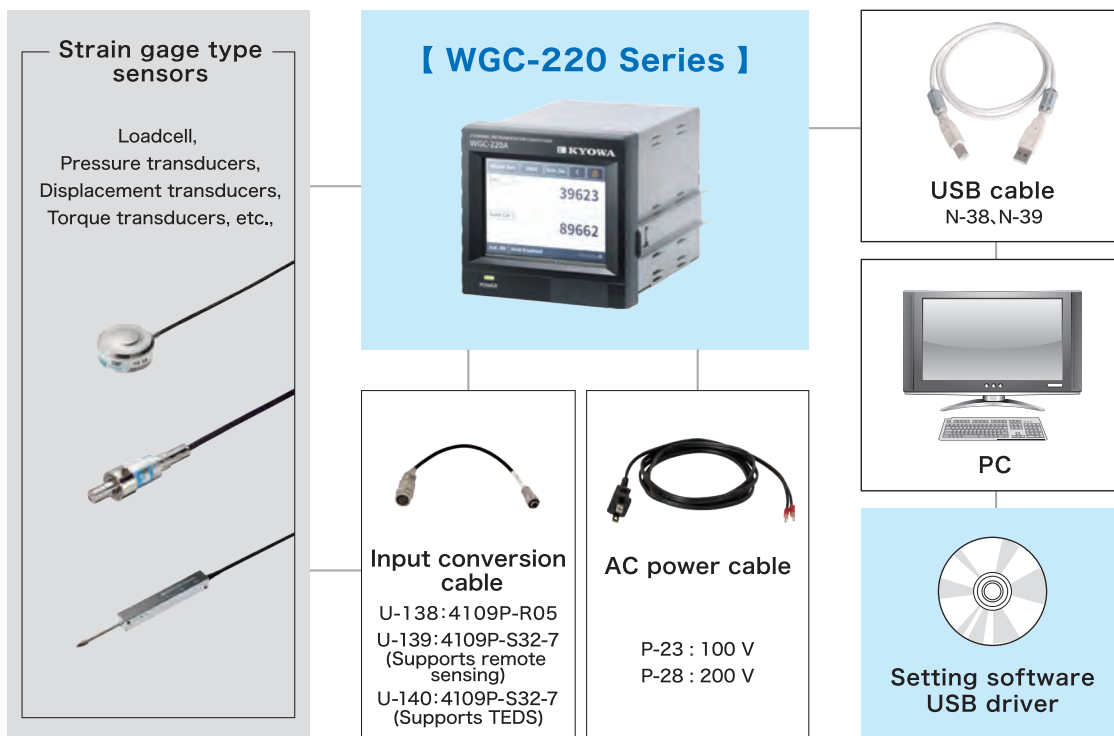 Strain gage type
sensors
Loadcell,
Pressure transducers,
Displacement transducers,
Torque transducers, etc.,
【 WGC-220 Series 】
WGC-220A
KYOWA
39623
89662
POWER
USB cable
N-38、N-39
PC
Input conversion
cable
U-138：4109P-R05
U-139：4109P-S32-7
(Supports remote
sensing)
U-140：4109P-S32-7
(Supports TEDS)
AC power cable
P-23 : 100 V
P-28 : 200 V
Setting software
USB driver